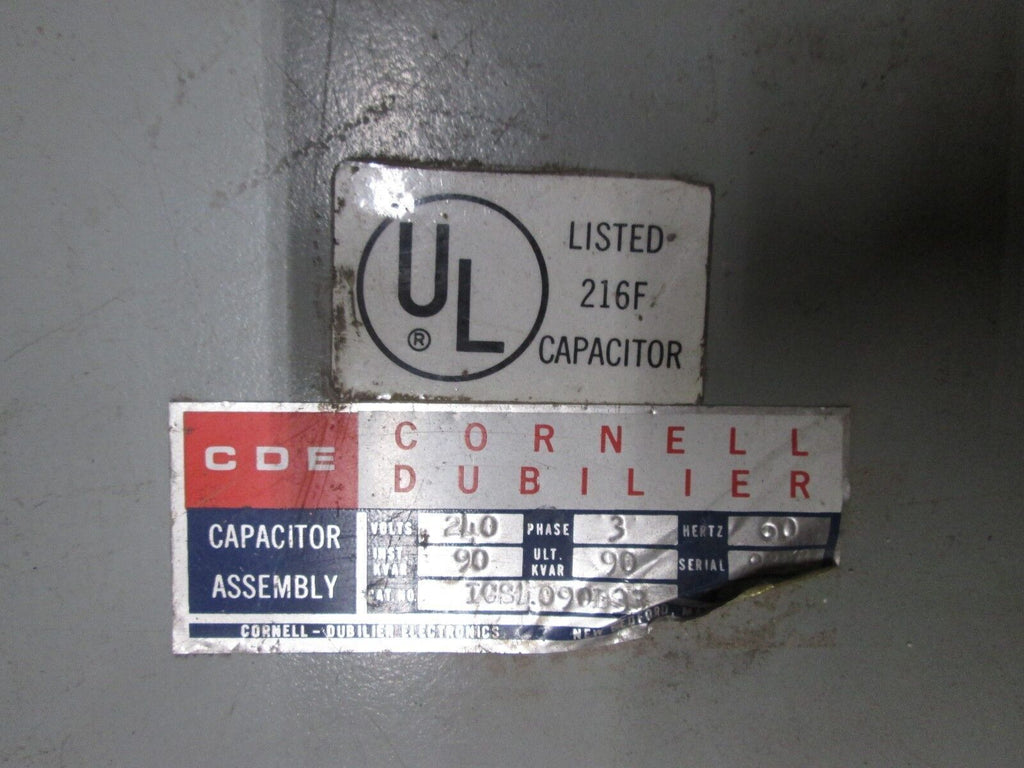 UL
®
LISTED
216F
CAPACITOR
CDE CORNELL
DUBILIER
CAPACITOR
ASSEMBLY
VOLTS 240 PHASE 3 HERTZ 60
INST. KVAR 90 ULT. KVAR 90 SERIAL
CAT.NO.
CORNELL-DUBILIER ELECTRONICS NEW